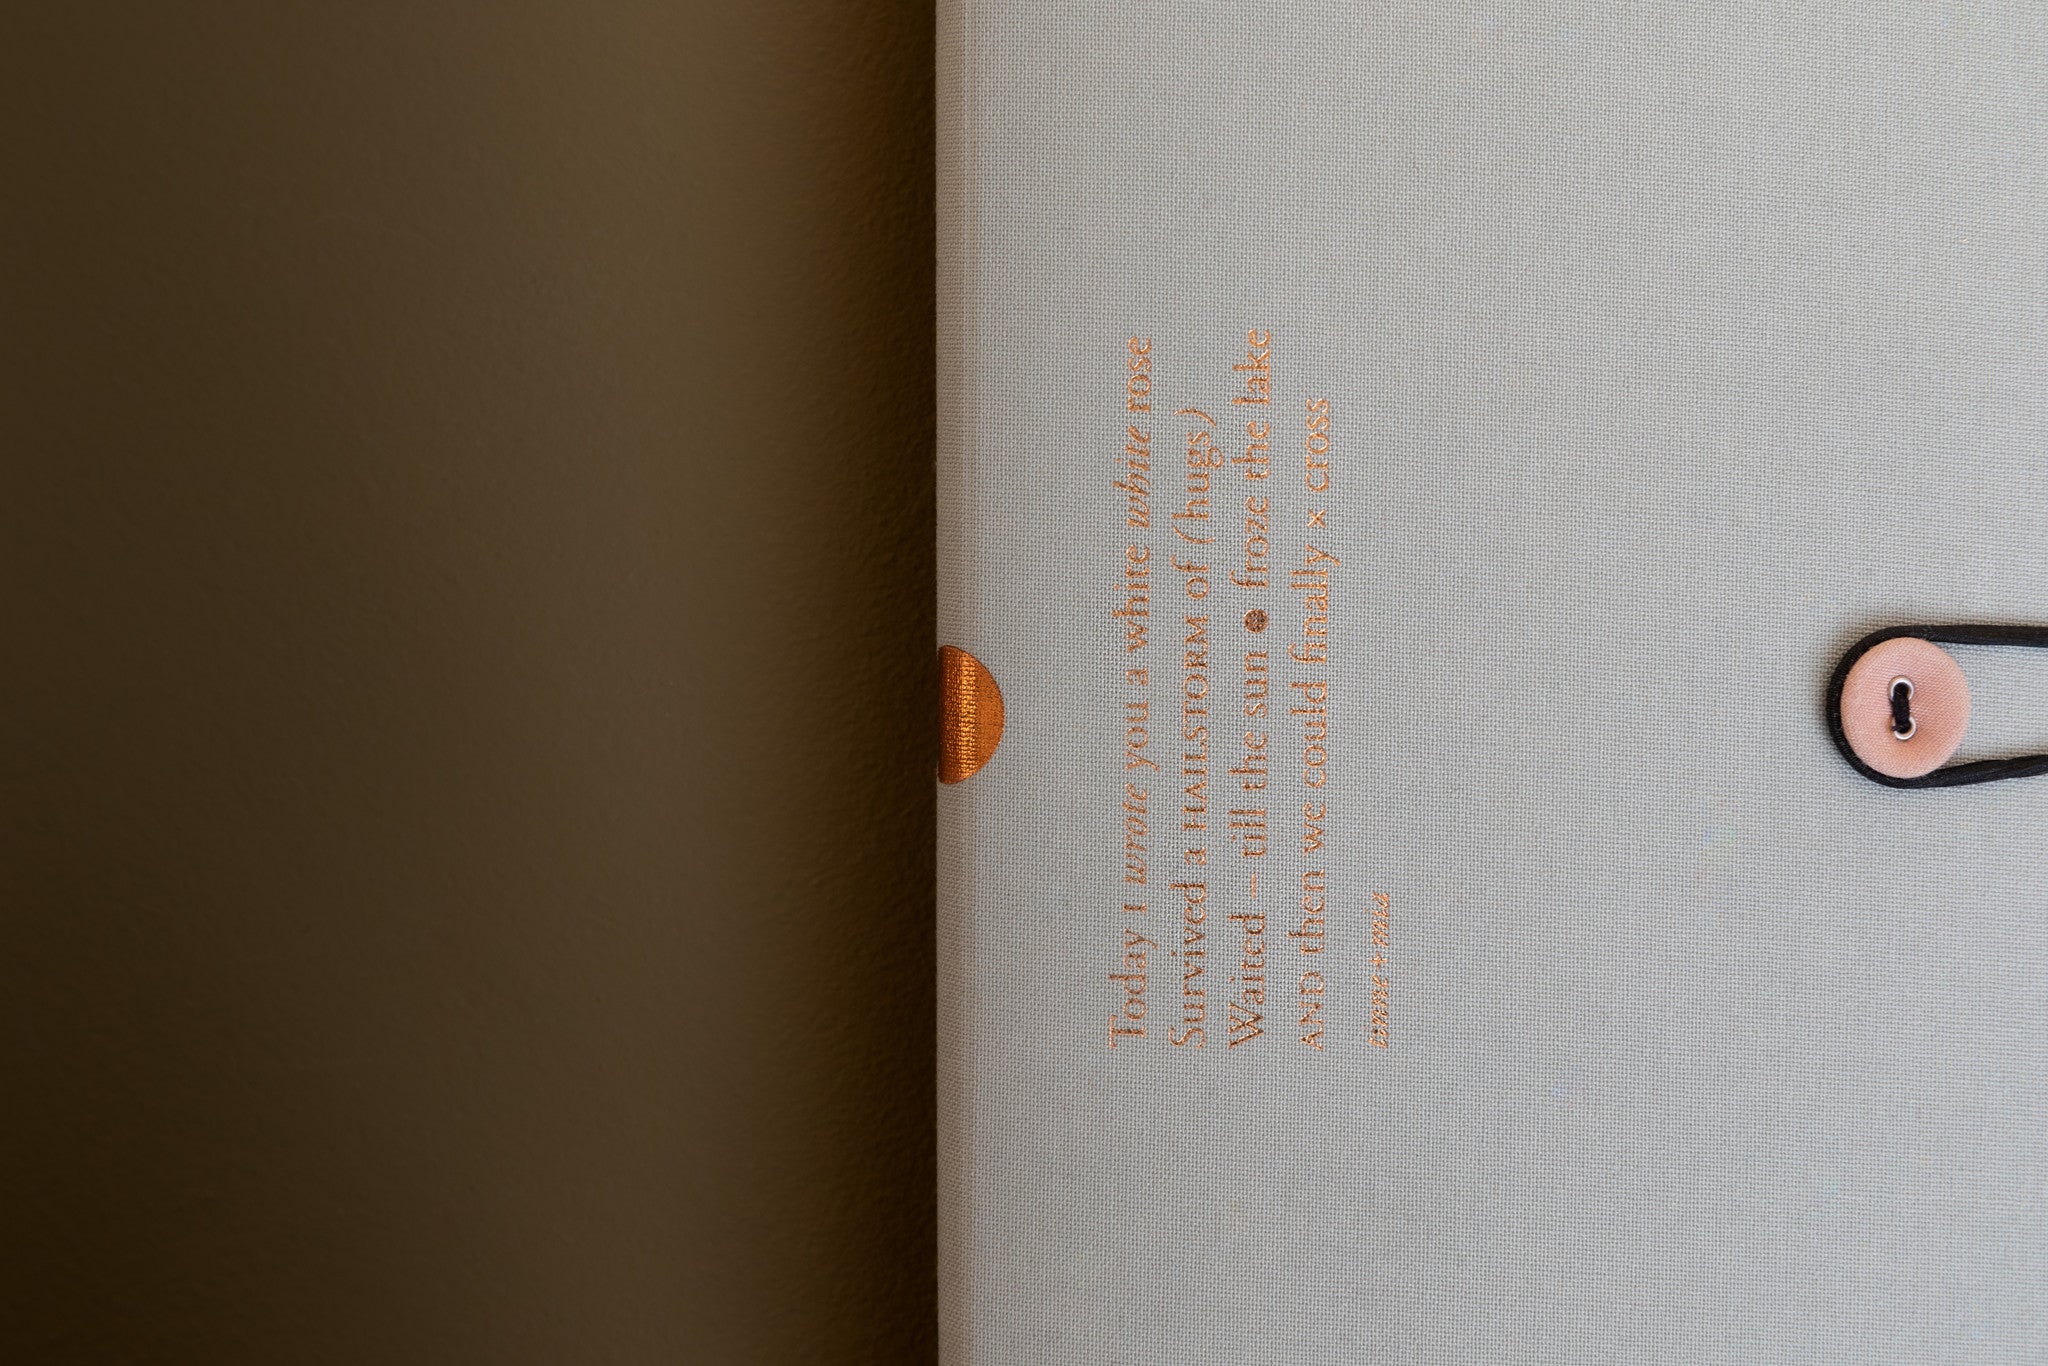 Today I wrote you a white white rose
Survived a HAILSTORM of (hugs)
Waited — till the sun ● froze the lake
AND then we could finally × cross
+ mia